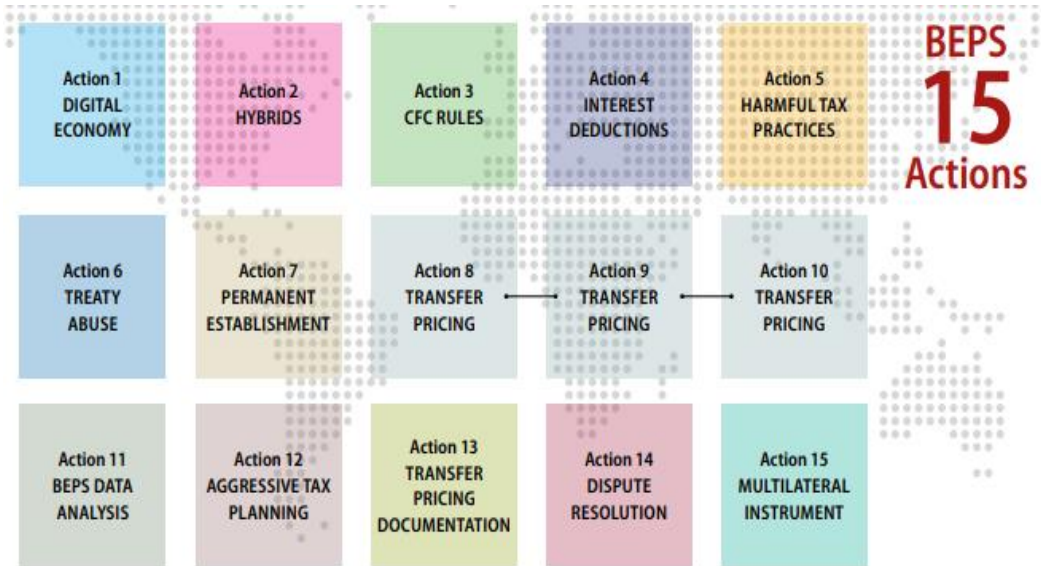 Action 1
DIGITAL
ECONOMY
Action 2
HYBRIDS
Action 3
CFC RULES
Action 4
INTEREST
DEDUCTIONS
Action 5
HARMFUL TAX
PRACTICES
BEPS
15
Actions
Action 6
TREATY
ABUSE
Action 7
PERMANENT
ESTABLISHMENT
Action 8
TRANSFER
PRICING
Action 9
TRANSFER
PRICING
Action 10
TRANSFER
PRICING
Action 11
BEPS DATA
ANALYSIS
Action 12
AGGRESSIVE TAX
PLANNING
Action 13
TRANSFER
PRICING
DOCUMENTATION
Action 14
DISPUTE
RESOLUTION
Action 15
MULTILATERAL
INSTRUMENT